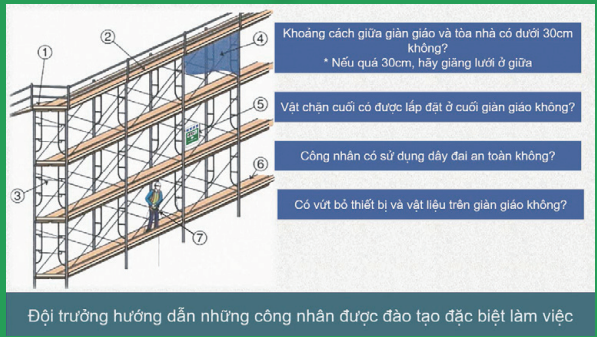 Khoảng cách giữa giàn giáo và tòa nhà có dưới 30cm
không?
* Nếu quá 30cm, hãy giăng lưới ở giữa
Vật chặn cuối có được lắp đặt ở cuối giàn giáo không?
Công nhân có sử dụng dây đai an toàn không?
Có vứt bỏ thiết bị và vật liệu trên giàn giáo không?
1
2
3
4
5
6
7
Đội trưởng hướng dẫn những công nhân được đào tạo đặc biệt làm việc